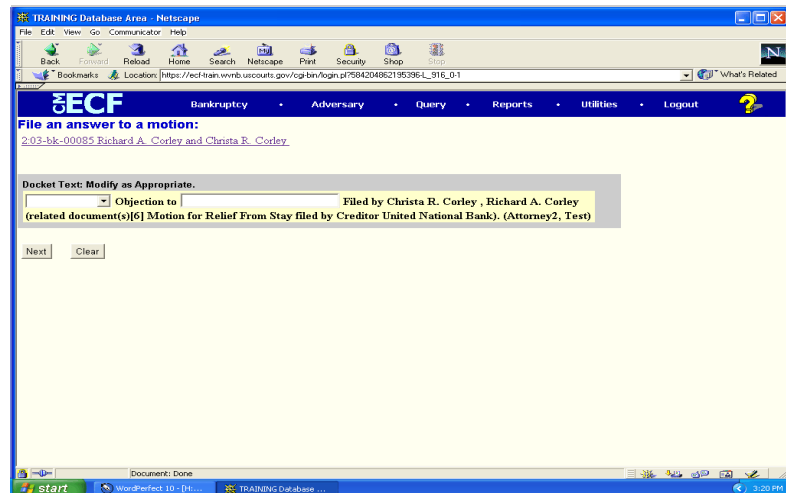 TRAINING Database Area - Netscape
File Edit View Go Communicator Help
Back Forward Reload Home Search Netscape Print Security Shop Stop
N
Bookmarks Location: https://ecf-train.wvnb.uscourts.gov/cgi-bin/login.pl?584204862195396-L_916_0-1 What's Related
CM ECF Bankruptcy • Adversary • Query • Reports • Utilities • Logout ?
File an answer to a motion:
2:03-bk-00085 Richard A. Corley and Christa R. Corley
Docket Text: Modify as Appropriate.
Objection to Filed by Christa R. Corley , Richard A. Corley
(related document(s)[6] Motion for Relief From Stay filed by Creditor United National Bank). (Attorney2, Test)
Next Clear
Document: Done
start WordPerfect 10 - [H:... TRAINING Database ... 3:20 PM